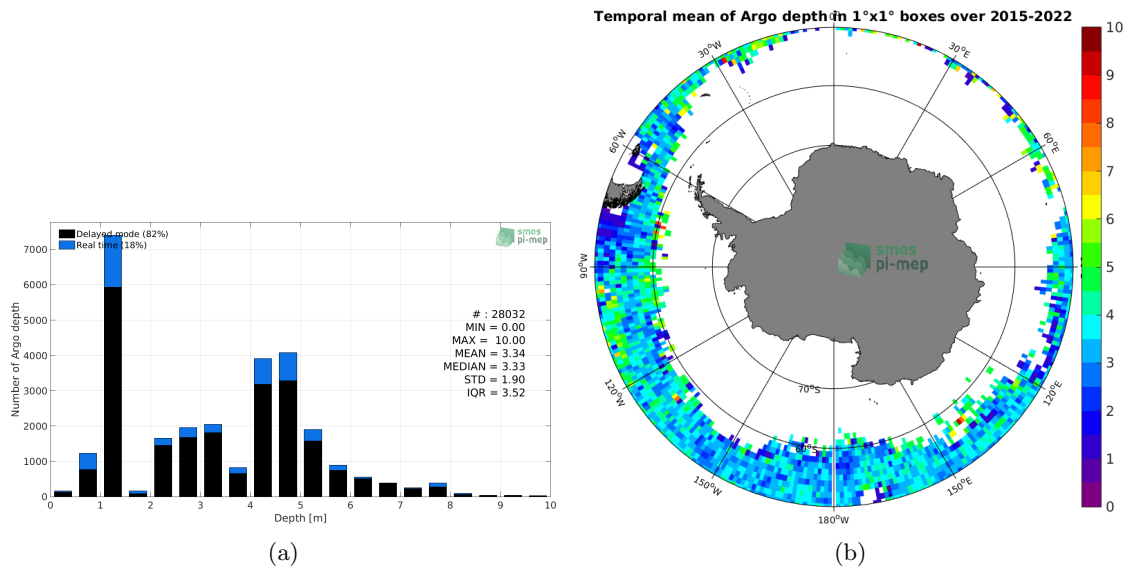 Delayed mode (82%)
Real time (18%)
smos
pi-mep
# : 28032
MIN = 0.00
MAX = 10.00
MEAN = 3.34
MEDIAN = 3.33
STD = 1.90
IQR = 3.52
Number of Argo depth
7000
6000
5000
4000
3000
2000
1000
0
0 1 2 3 4 5 6 7 8 9 10
Depth [m]
(a)
Temporal mean of Argo depth in 1°x1° boxes over 2015-2022
30°W
30°E
60°W
60°E
90°W
smos
pi-mep
120°W
120°E
70°S
60°S
150°W
150°E
180°W
10
9
8
7
6
5
4
3
2
1
0
(b)